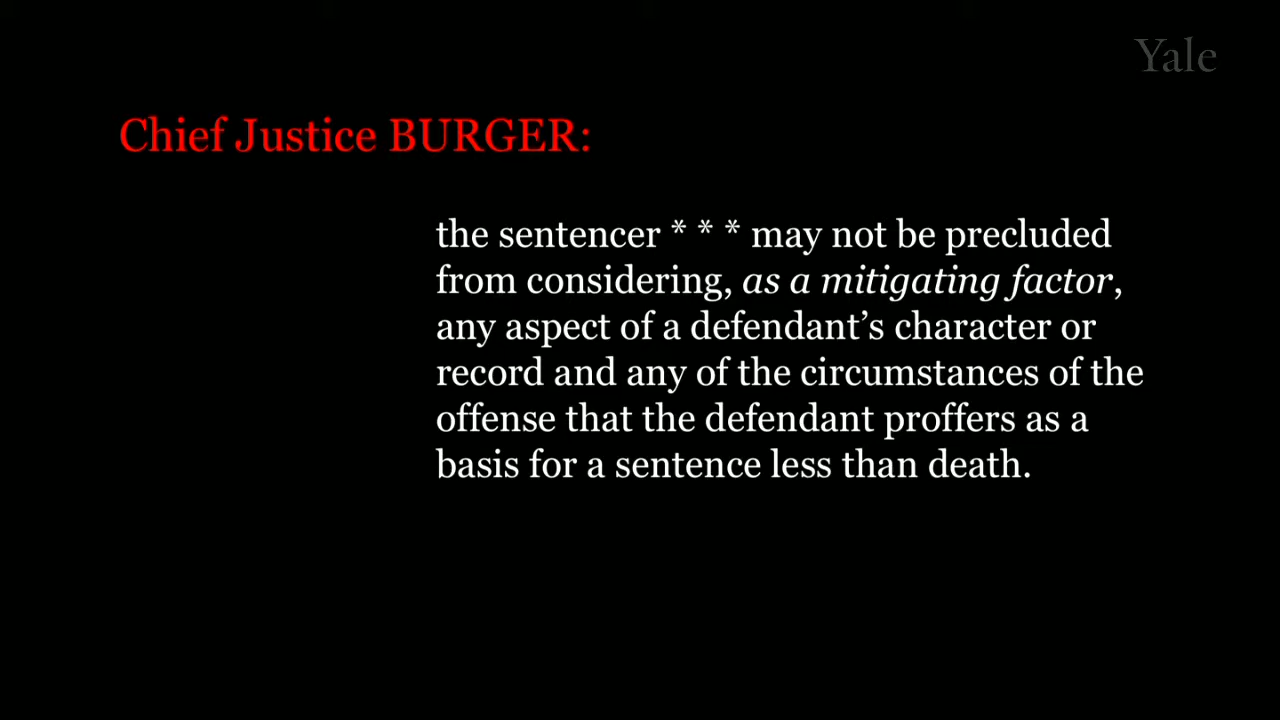 Yale
Chief Justice BURGER:
the sentencer * * * may not be precluded
from considering, as a mitigating factor,
any aspect of a defendant’s character or
record and any of the circumstances of the
offense that the defendant proffers as a
basis for a sentence less than death.